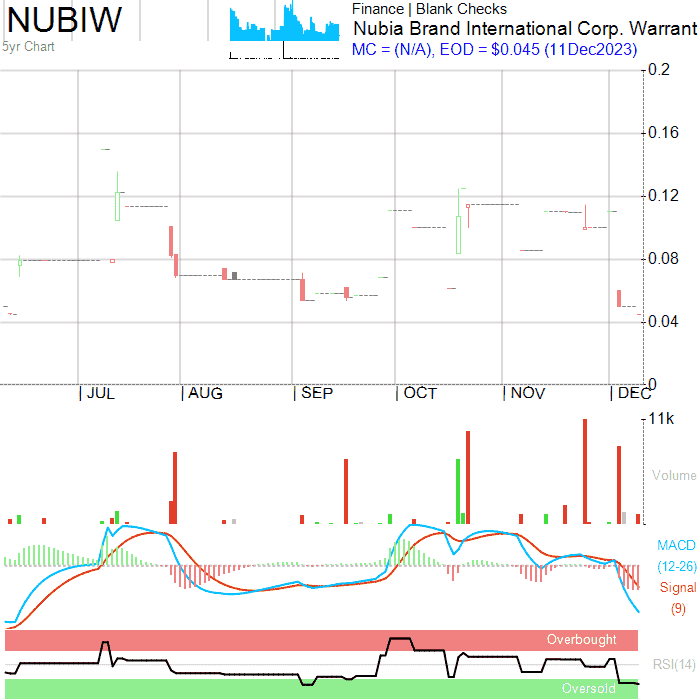 NUBIW
5yr Chart
Finance | Blank Checks
Nubia Brand International Corp. Warrant
MC = (N/A), EOD = $0.045 (11Dec2023)
0.2
0.16
0.12
0.08
0.04
0
| JUL | AUG | SEP | OCT | NOV | DEC
11k
Volume
MACD
(12-26)
Signal
(9)
Overbought
RSI(14)
Oversold